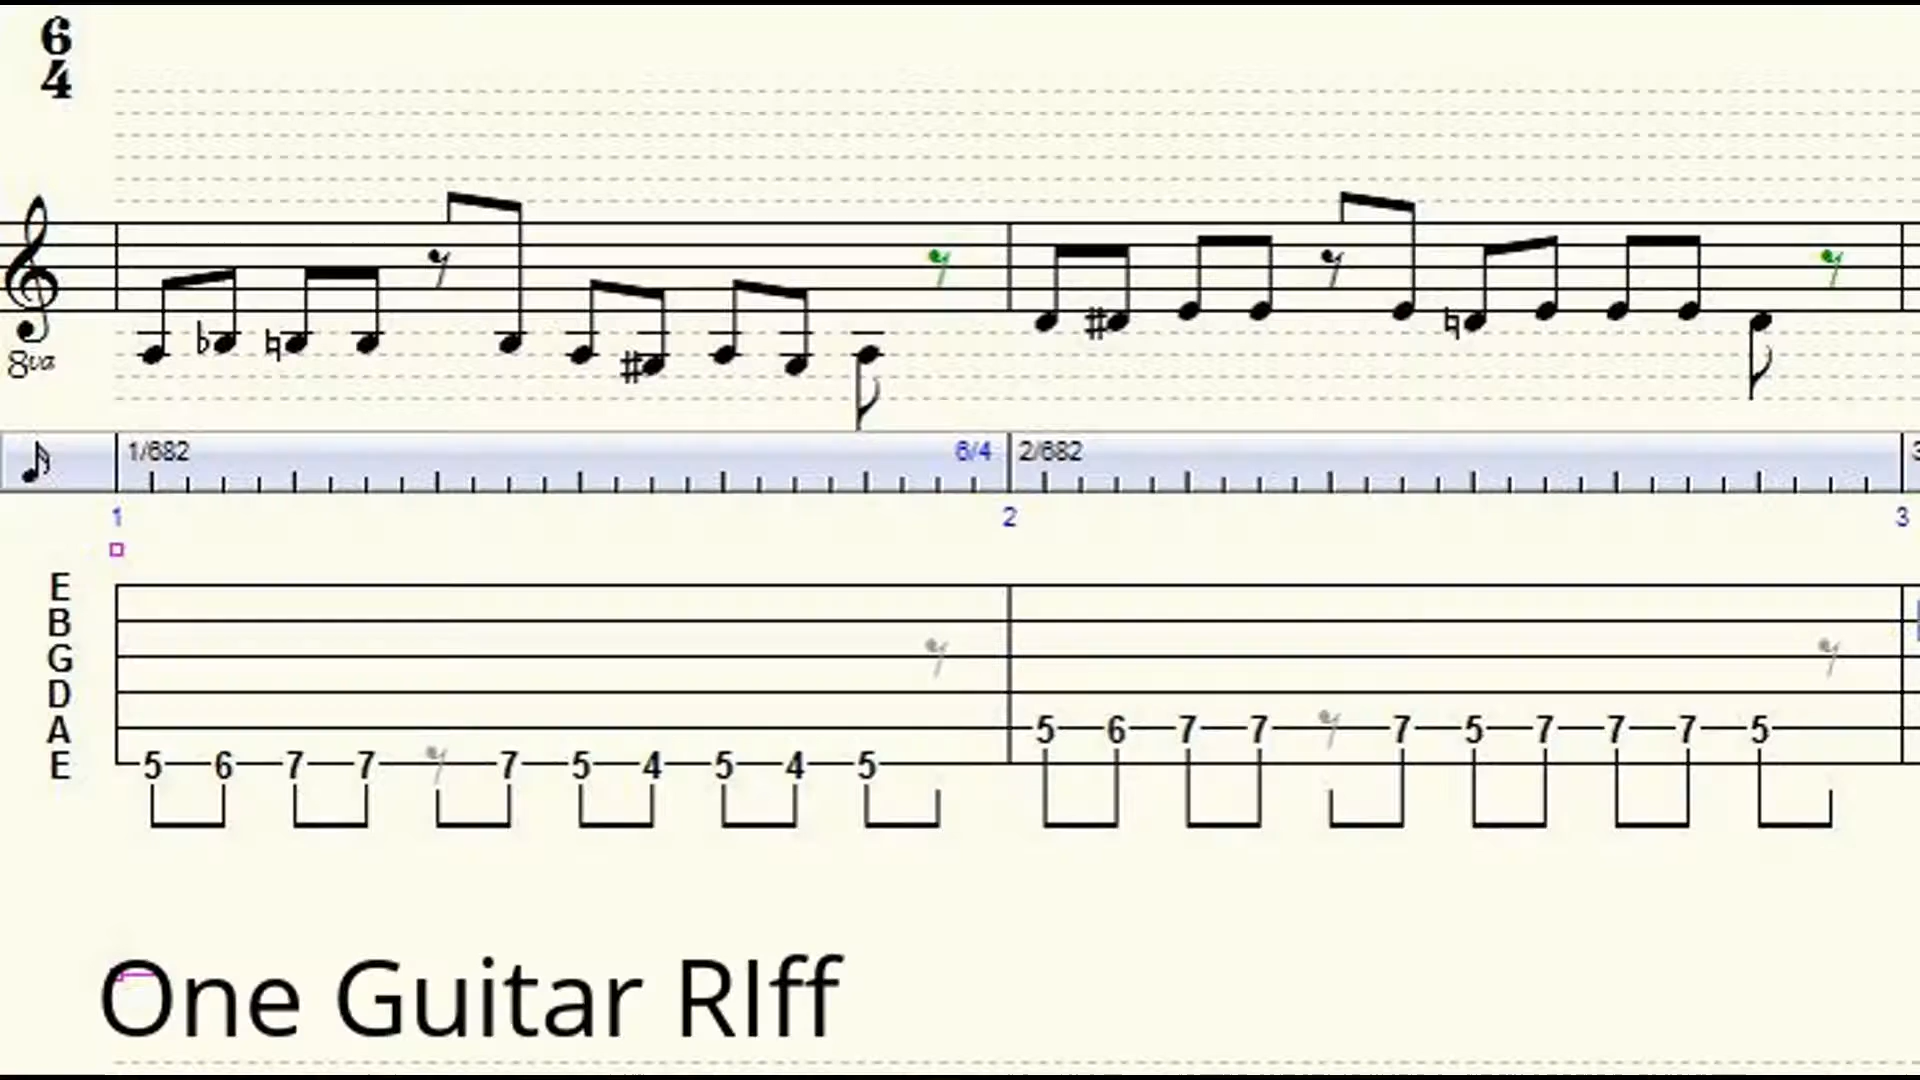 6
4
8va
1/682 6/4 2/682 3
1 2 3
E
B
G
D
A 5 6 7 7 7 5 7 7 7 5
E 5 6 7 7 7 5 4 5 4 5
One Guitar RIff